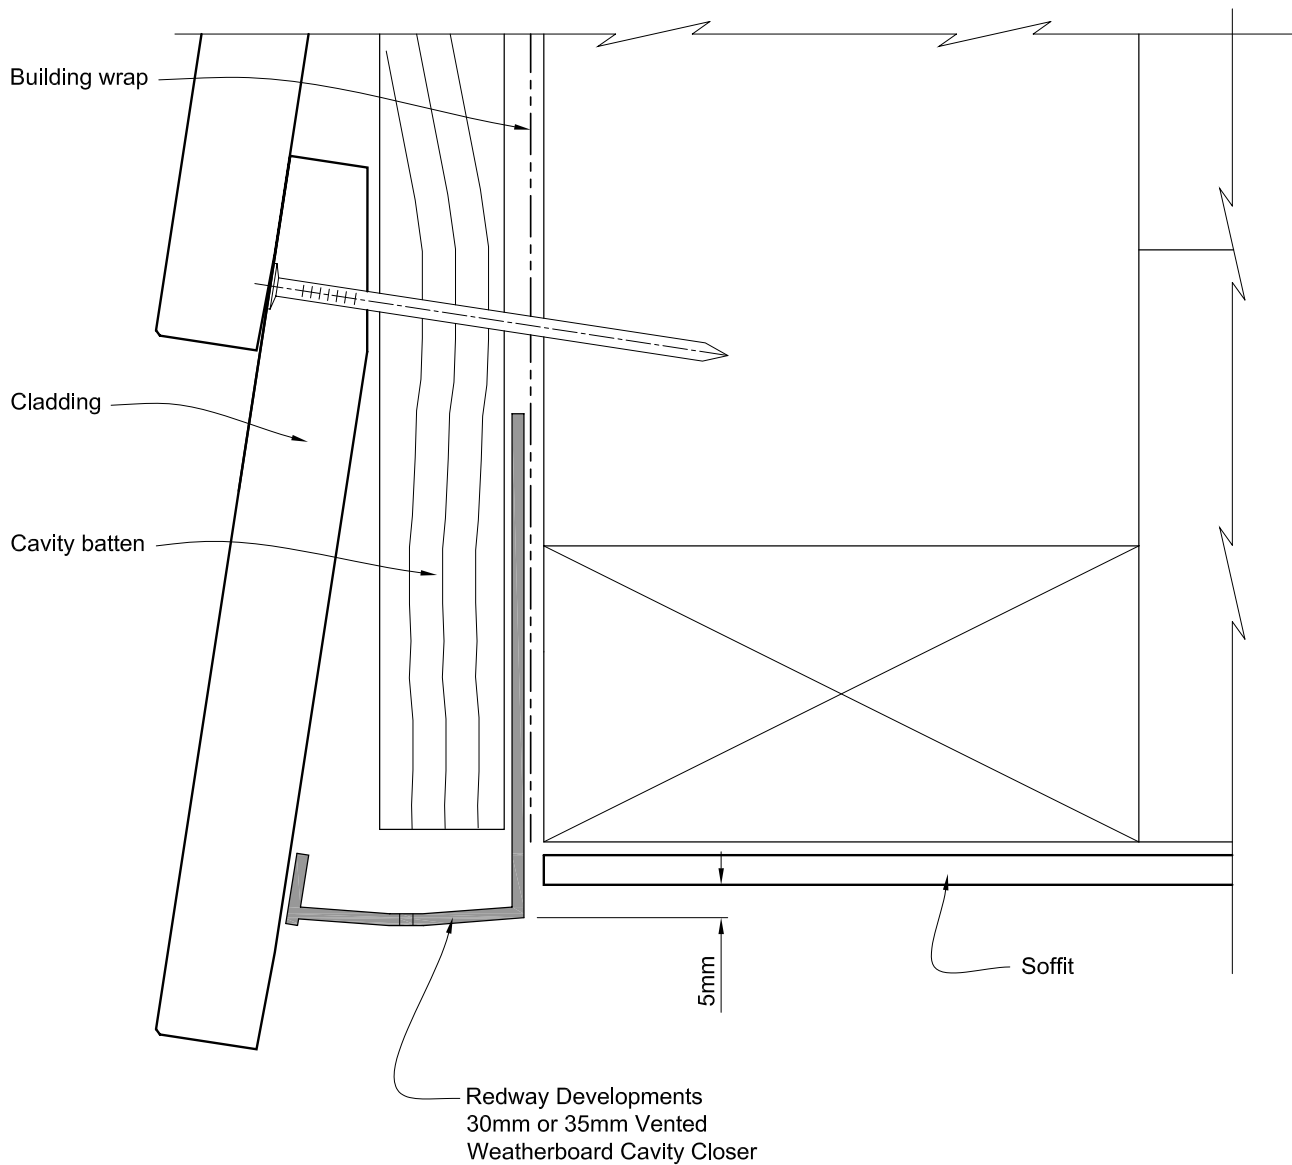 Building wrap
Cladding
Cavity batten
Soffit
5mm
Redway Developments
30mm or 35mm Vented
Weatherboard Cavity Closer